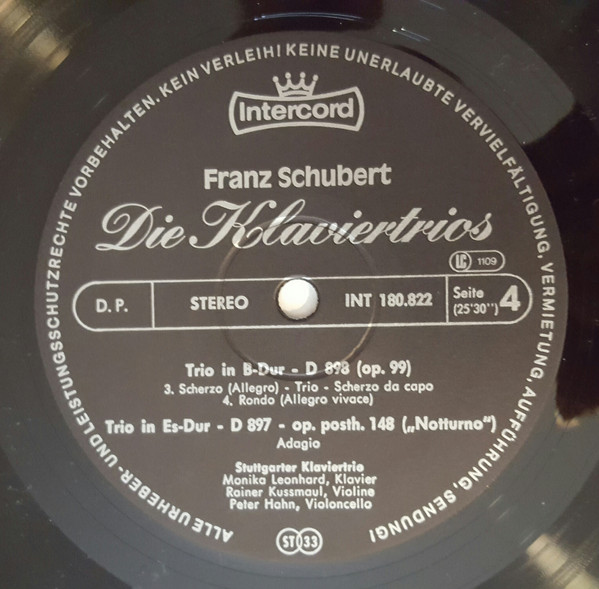 ALLE URHEBER- UND LEISTUNGSSCHUTZRECHTE VORBEHALTEN. KEIN VERLEIH! KEINE UNERLAUBTE VERVIELFÄLTIGUNG, VERMIETUNG, AUFFÜHRUNG, SENDUNG!
Intercord
Franz Schubert
Die Klaviertrios
LC 1109
D. P. STEREO INT 180.822 Seite 4
(25'30'')
Trio in B-Dur - D 898 (op. 99)
3. Scherzo (Allegro) - Trio - Scherzo da capo
4. Rondo (Allegro vivace)
Trio in Es-Dur - D 897 - op. posth. 148 („Notturno“)
Adagio
Stuttgarter Klaviertrio
Monika Leonhard, Klavier
Rainer Kussmaul, Violine
Peter Hahn, Violoncello
ST 33